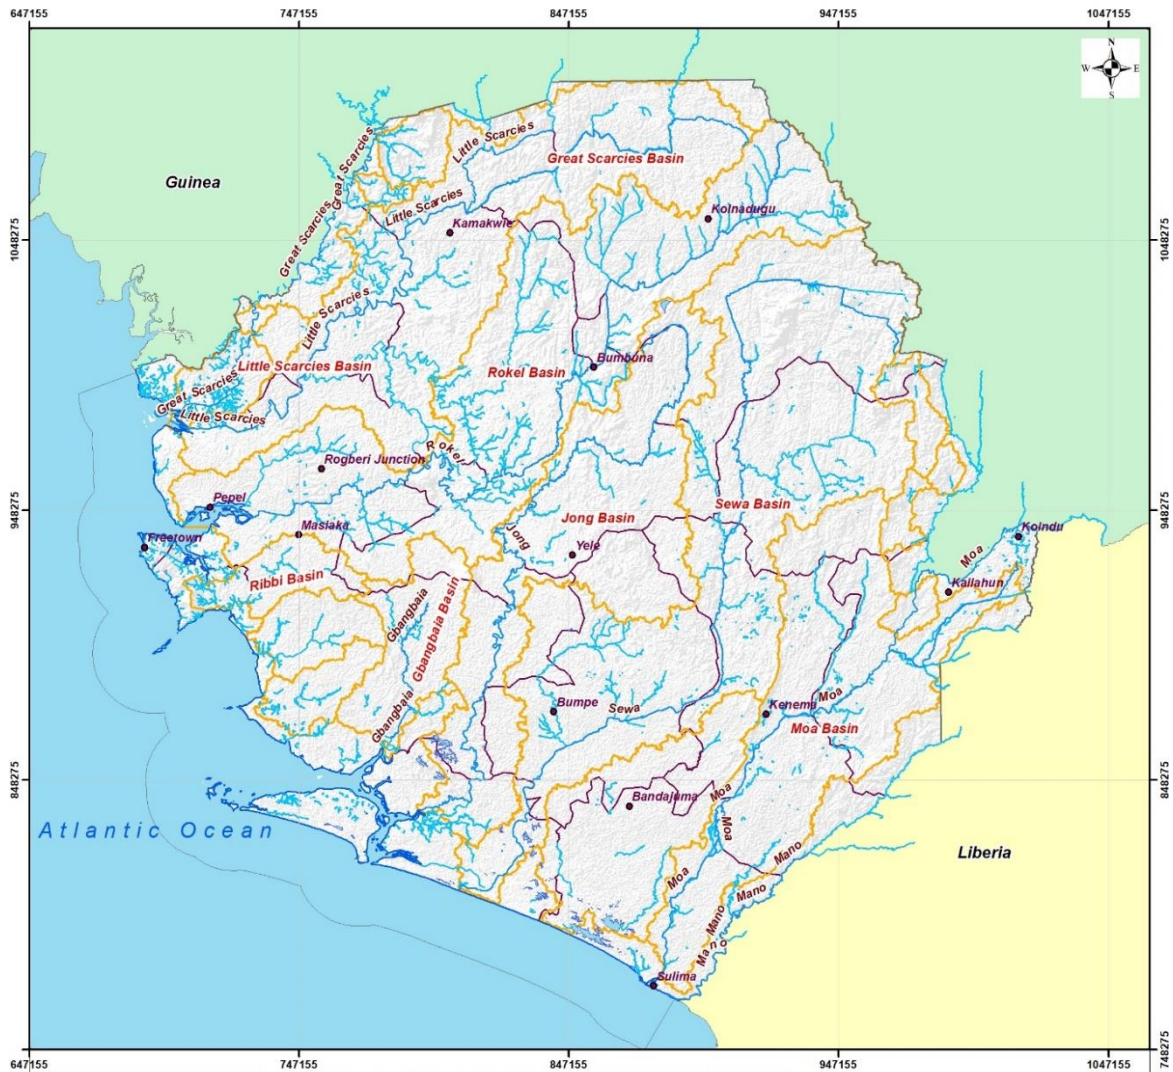 647155
747155
847155
947155
1047155
N
W E
S
Guinea
Great Scarcies
Little Scarcies
Great Scarcies Basin
Great Scarcies
Little Scarcies
Kamakwie
Koinadugu
1048275
1048275
Little Scarcies
Little Scarcies Basin
Rokel Basin
Bumbuna
Great Scarcies
Little Scarcies
Rokel
Rogberi Junction
Pepel
948275
948275
Sewa Basin
Jong Basin
Masiaka
Freetown
Jong
Yele
Koindu
Moa
Kailahun
Ribbi Basin
Gbangbaia
Gbangbaia Basin
Gbangbaia
Bumpe
Sewa
Kenema
Moa
Moa Basin
848275
848275
Moa
Bandajuma
Moa
Atlantic Ocean
Mano
Liberia
Moa
Mano
Mano
Mano
Sulima
748275
647155
747155
847155
947155
1047155